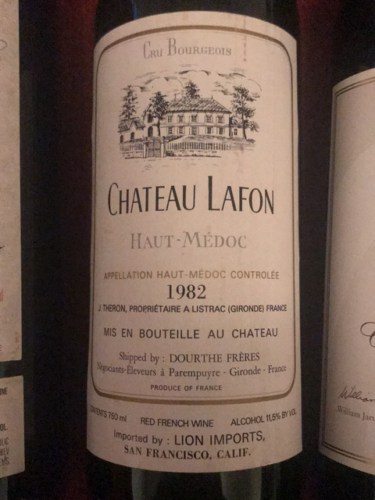 Cru Bourgeois
CHATEAU LAFON
HAUT-MÉDOC
APPELLATION HAUT-MÉDOC CONTROLÉE
1982
J. THERON, PROPRIÉTAIRE A LISTRAC (GIRONDE) FRANCE
MIS EN BOUTEILLE AU CHATEAU
Shipped by : DOURTHE FRÈRES
Négociants-Eleveurs à Parempuyre - Gironde - France
PRODUCE OF FRANCE
CONTENTS 750 ml RED FRENCH WINE ALCOHOL 11,5% BY VOL
Imported by : LION IMPORTS,
SAN FRANCISCO, CALIF.